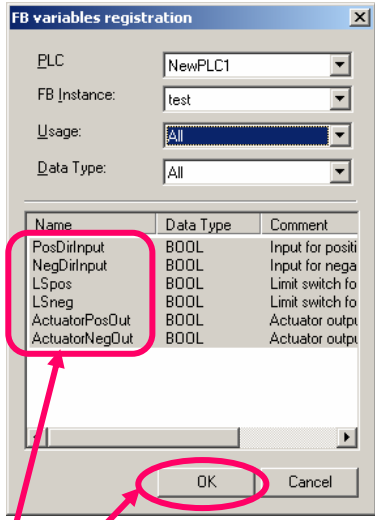 FB variables registration
PLC NewPLC1
FB Instance: test
Usage: All
Data Type: All
Name Data Type Comment
PosDirInput BOOL Input for positi
NegDirInput BOOL Input for nega
LSpos BOOL Limit switch fo
LSneg BOOL Limit switch fo
ActuatorPosOut BOOL Actuator outpu
ActuatorNegOut BOOL Actuator outpu
OK Cancel